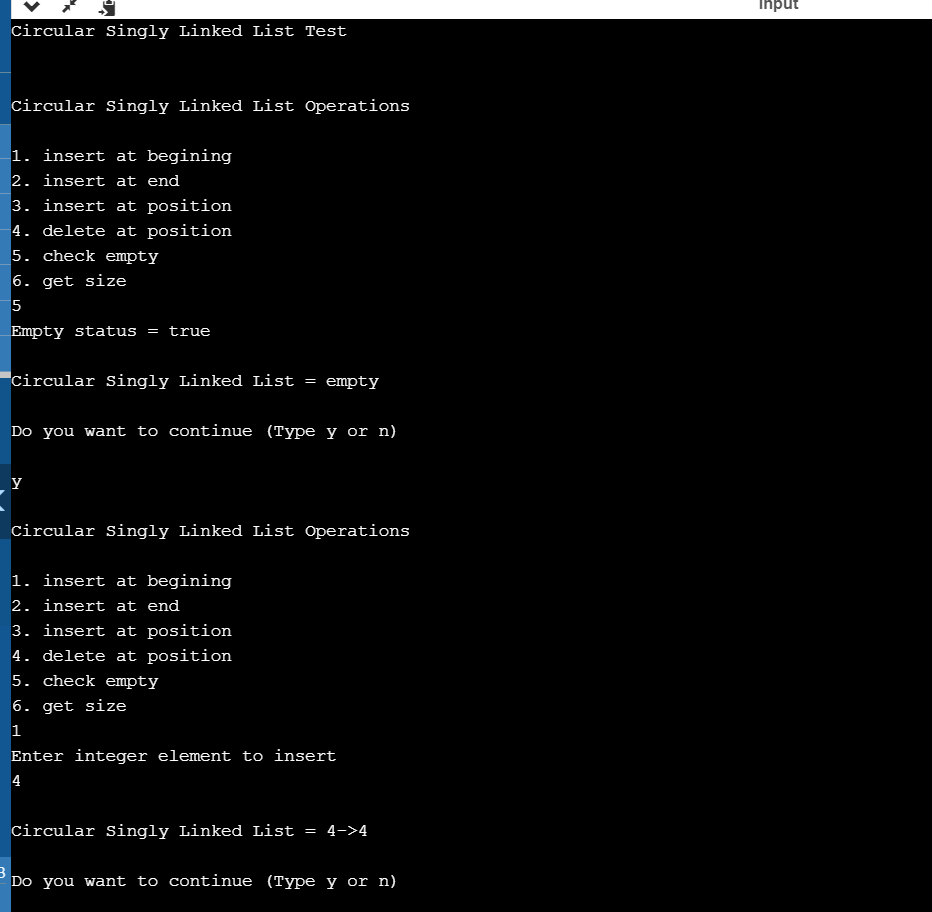 Input
Circular Singly Linked List Test
Circular Singly Linked List Operations
1. insert at begining
2. insert at end
3. insert at position
4. delete at position
5. check empty
6. get size
5
Empty status = true
Circular Singly Linked List = empty
Do you want to continue (Type y or n)
y
Circular Singly Linked List Operations
1. insert at begining
2. insert at end
3. insert at position
4. delete at position
5. check empty
6. get size
1
Enter integer element to insert
4
Circular Singly Linked List = 4->4
Do you want to continue (Type y or n)